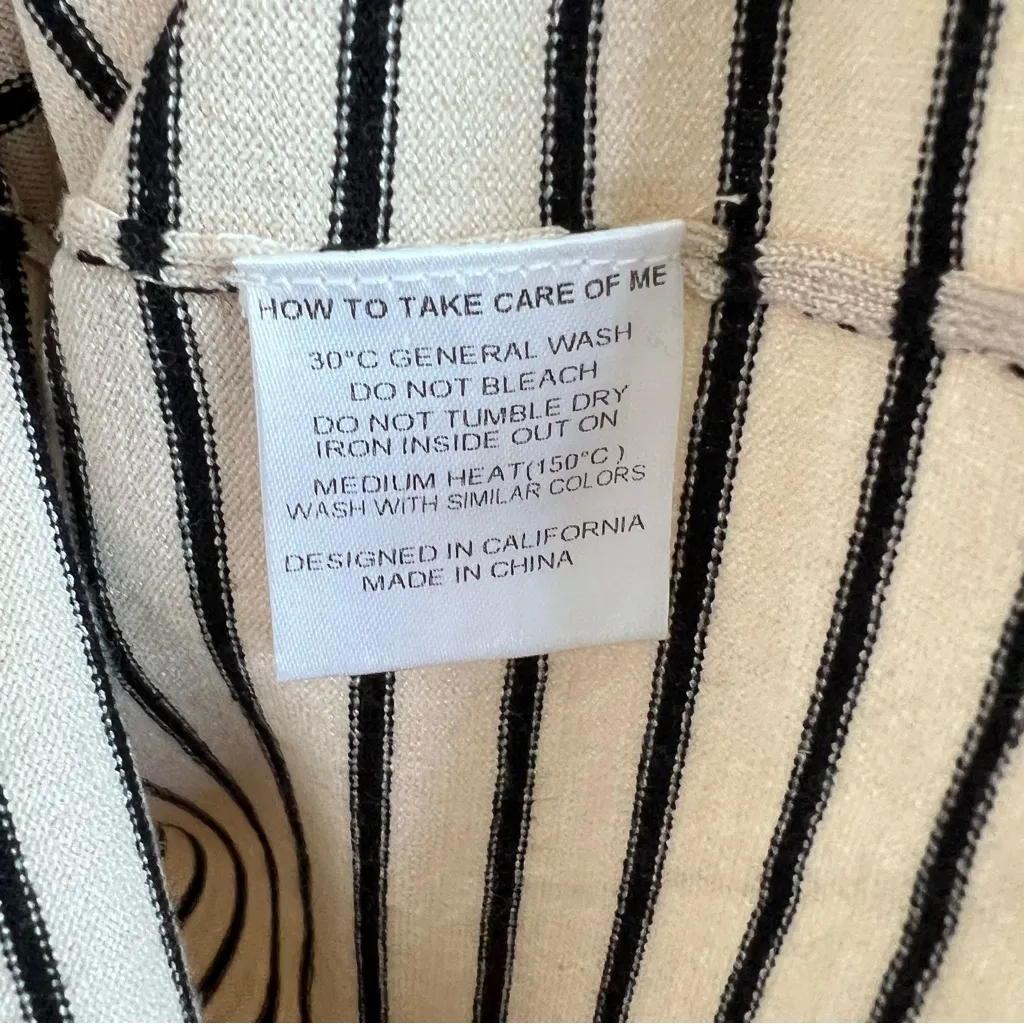 HOW TO TAKE CARE OF ME
30°C GENERAL WASH
DO NOT BLEACH
DO NOT TUMBLE DRY
IRON INSIDE OUT ON
MEDIUM HEAT(150°C )
WASH WITH SIMILAR COLORS
DESIGNED IN CALIFORNIA
MADE IN CHINA